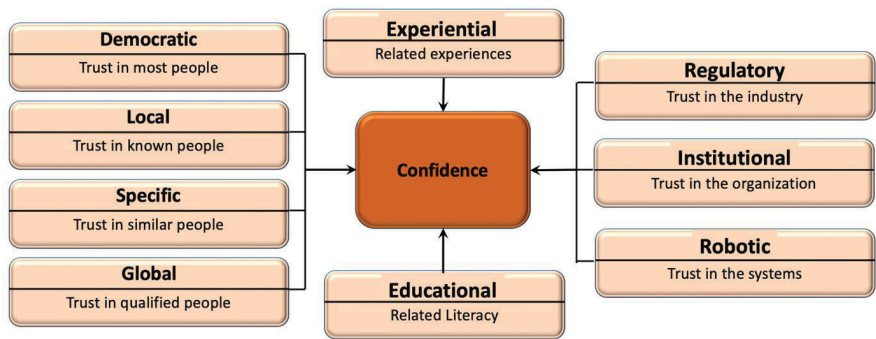 Democratic
Trust in most people
Local
Trust in known people
Specific
Trust in similar people
Global
Trust in qualified people
Experiential
Related experiences
Confidence
Educational
Related Literacy
Regulatory
Trust in the industry
Institutional
Trust in the organization
Robotic
Trust in the systems